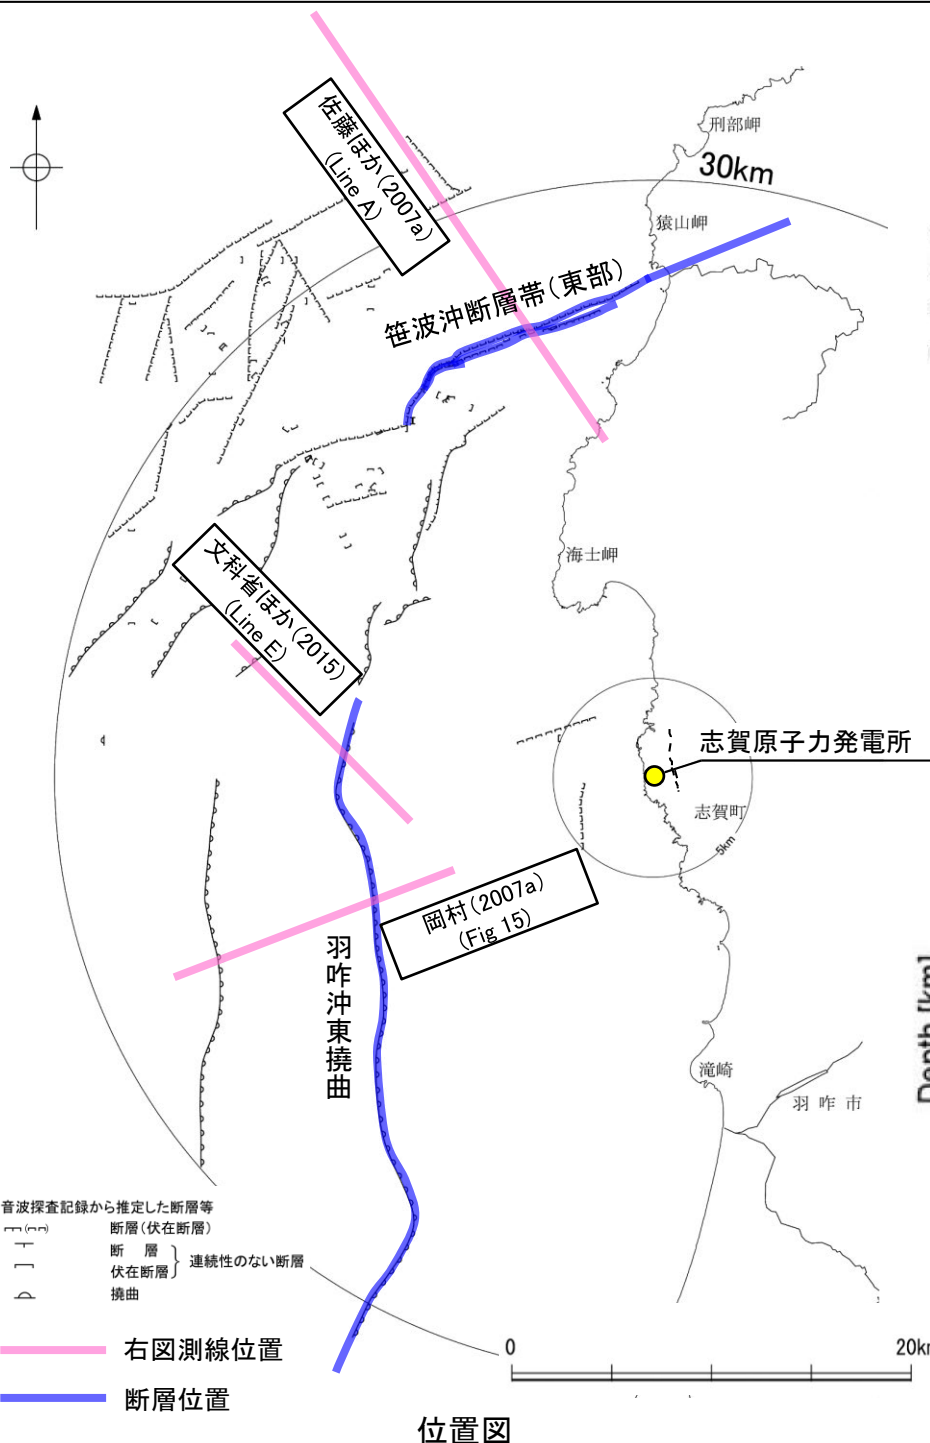 佐藤ほか(2007a)
(Line A)
刑部岬
30km
猿山岬
笹波沖断層帯(東部)
海士岬
文科省ほか(2015)
(Line E)
志賀原子力発電所
志賀町
5km
岡村(2007a)
(Fig 15)
羽咋沖東撓曲
Depth [km]
滝崎
羽 咋 市
音波探査記録から推定した断層等
断層(伏在断層)
断 層
伏在断層
連続性のない断層
撓曲
右図測線位置
断層位置
0
20km
位置図